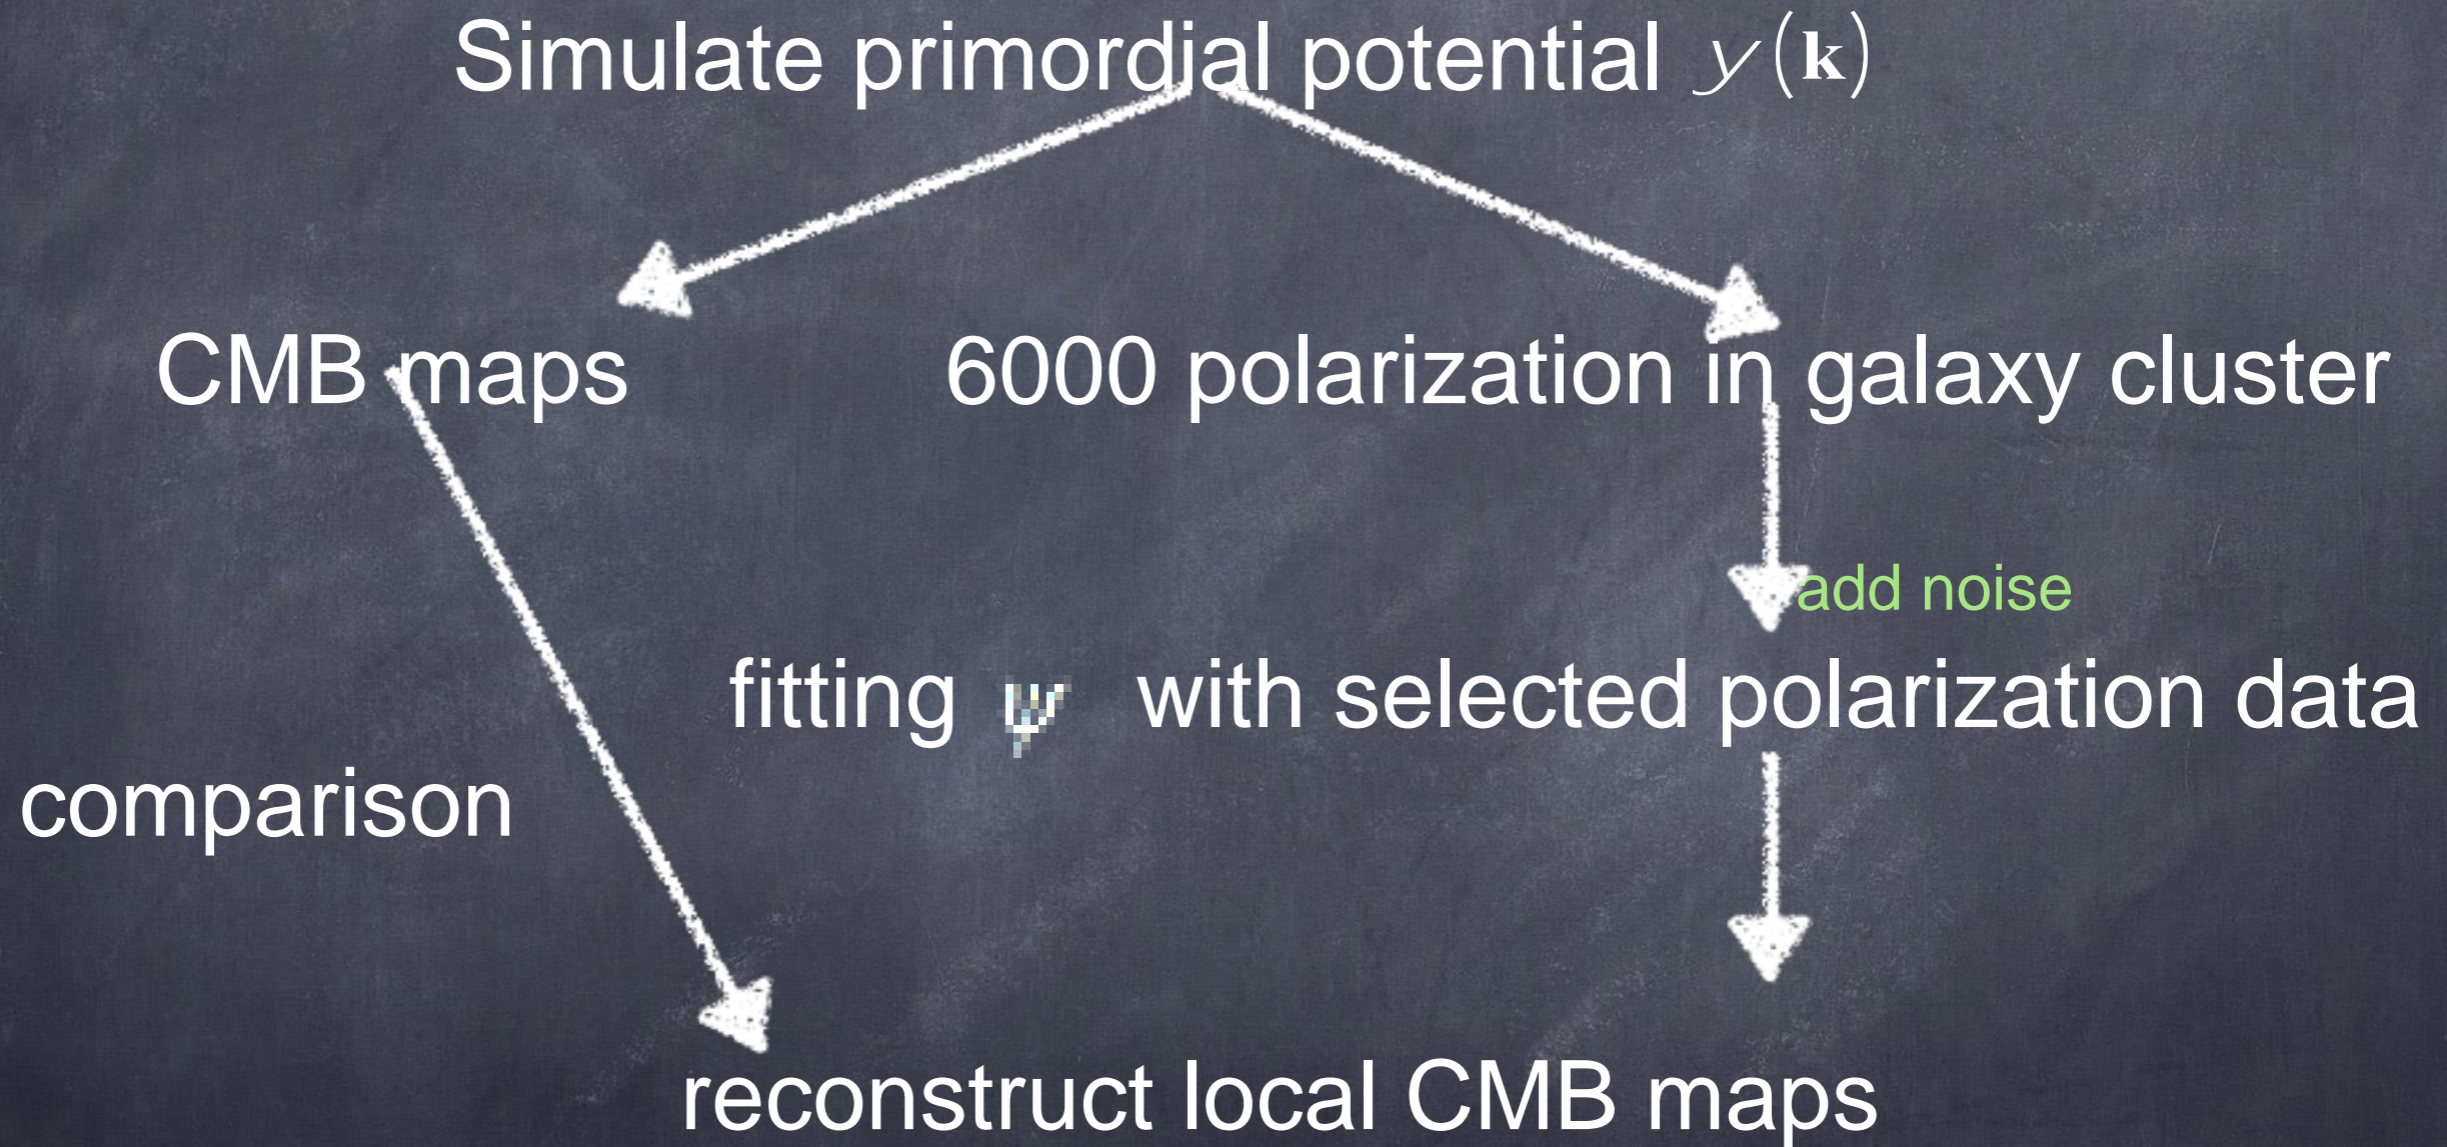 Simulate primordial potential y(k)
CMB maps
6000 polarization in galaxy cluster
add noise
fitting ψ with selected polarization data
comparison
reconstruct local CMB maps